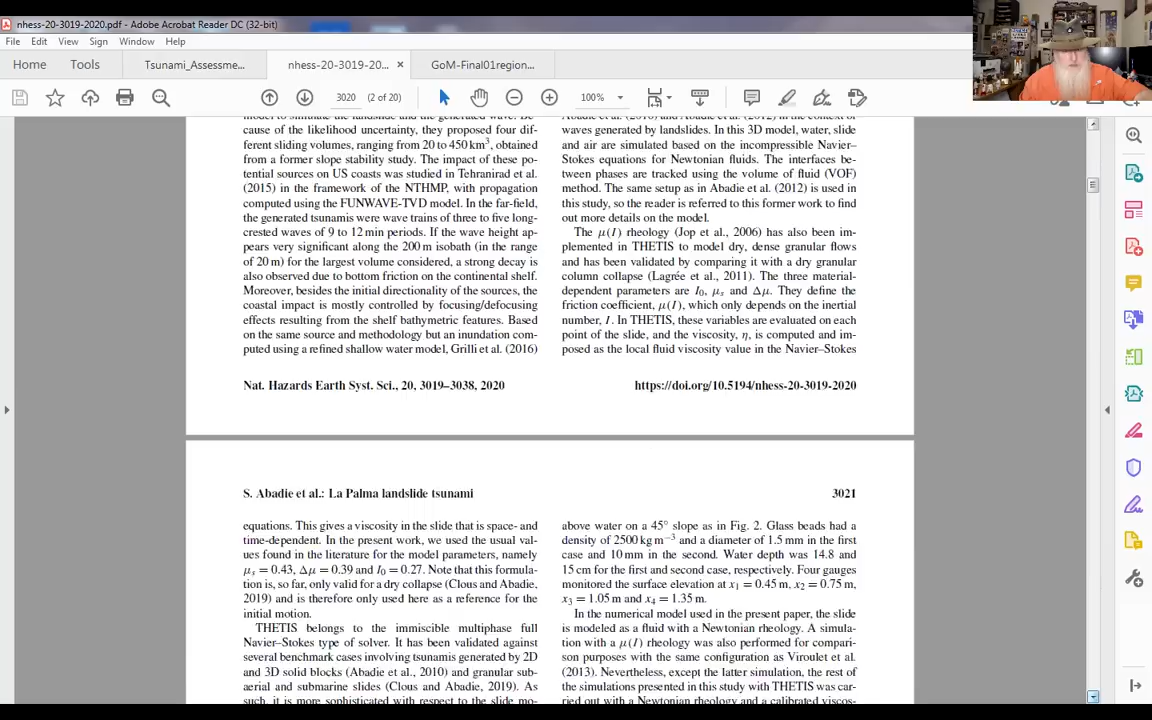 nhess-20-3019-2020.pdf - Adobe Acrobat Reader DC (32-bit)
File Edit View Sign Window Help
Home Tools Tsunami_Assessme... nhess-20-3019-20... × GoM-Final01region...
3020 (2 of 20) 100%
cause of the likelihood uncertainty, they proposed four dif-
ferent sliding volumes, ranging from 20 to 450 km³, obtained
from a former slope stability study. The impact of these po-
tential sources on US coasts was studied in Tehranirad et al.
(2015) in the framework of the NTHMP, with propagation
computed using the FUNWAVE-TVD model. In the far-field,
the generated tsunamis were wave trains of three to five long-
crested waves of 9 to 12 min periods. If the wave height ap-
pears very significant along the 200 m isobath (in the range
of 20 m) for the largest volume considered, a strong decay is
also observed due to bottom friction on the continental shelf.
Moreover, besides the initial directionality of the sources, the
coastal impact is mostly controlled by focusing/defocusing
effects resulting from the shelf bathymetric features. Based
on the same source and methodology but an inundation com-
puted using a refined shallow water model, Grilli et al. (2016)
waves generated by landslides. In this 3D model, water, slide
and air are simulated based on the incompressible Navier–
Stokes equations for Newtonian fluids. The interfaces be-
tween phases are tracked using the volume of fluid (VOF)
method. The same setup as in Abadie et al. (2012) is used in
this study, so the reader is referred to this former work to find
out more details on the model.
The μ(I) rheology (Jop et al., 2006) has also been im-
plemented in THETIS to model dry, dense granular flows
and has been validated by comparing it with a dry granular
column collapse (Lagrée et al., 2011). The three material-
dependent parameters are I₀, μₛ and Δμ. They define the
friction coefficient, μ(I), which only depends on the inertial
number, I. In THETIS, these variables are evaluated on each
point of the slide, and the viscosity, η, is computed and im-
posed as the local fluid viscosity value in the Navier–Stokes
Nat. Hazards Earth Syst. Sci., 20, 3019–3038, 2020
https://doi.org/10.5194/nhess-20-3019-2020
S. Abadie et al.: La Palma landslide tsunami
3021
equations. This gives a viscosity in the slide that is space- and
time-dependent. In the present work, we used the usual val-
ues found in the literature for the model parameters, namely
μₛ = 0.43, Δμ = 0.39 and I₀ = 0.27. Note that this formula-
tion is, so far, only valid for a dry collapse (Clous and Abadie,
2019) and is therefore only used here as a reference for the
initial motion.
THETIS belongs to the immiscible multiphase full
Navier–Stokes type of solver. It has been validated against
several benchmark cases involving tsunamis generated by 2D
and 3D solid blocks (Abadie et al., 2010) and granular sub-
aerial and submarine slides (Clous and Abadie, 2019). As
such, it is more sophisticated with respect to the slide mo-
above water on a 45° slope as in Fig. 2. Glass beads had a
density of 2500 kg m⁻³ and a diameter of 1.5 mm in the first
case and 10 mm in the second. Water depth was 14.8 and
15 cm for the first and second case, respectively. Four gauges
monitored the surface elevation at x₁ = 0.45 m, x₂ = 0.75 m,
x₃ = 1.05 m and x₄ = 1.35 m.
In the numerical model used in the present paper, the slide
is modeled as a fluid with a Newtonian rheology. A simula-
tion with a μ(I) rheology was also performed for compari-
son purposes with the same configuration as Viroulet et al.
(2013). Nevertheless, except the latter simulation, the rest of
the simulations presented in this study with THETIS was car-
ried out with a Newtonian rheology and a calibrated viscos-